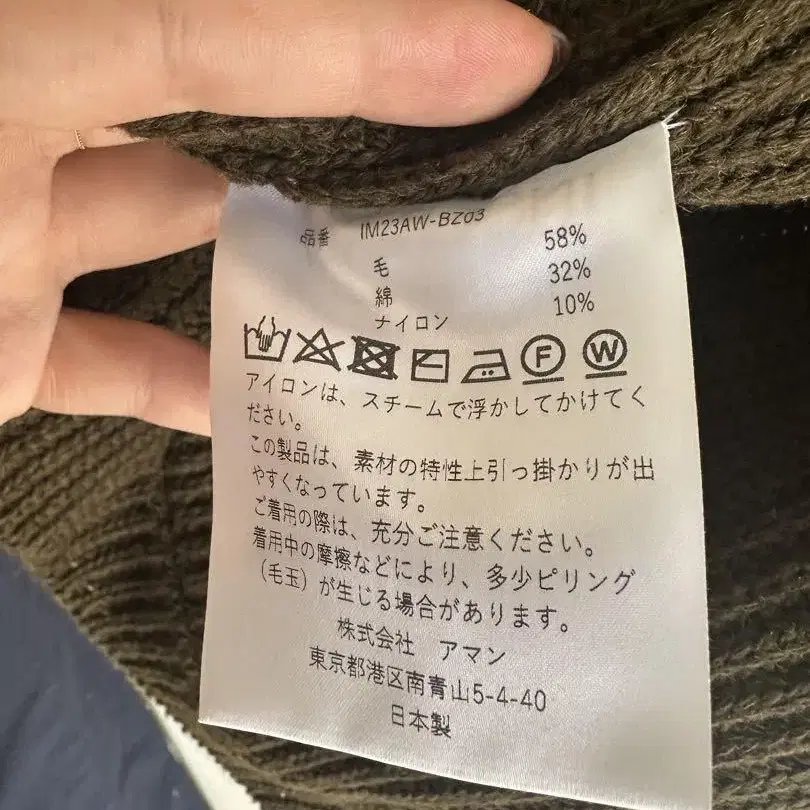 品番 IM23AW-BZ03
毛 58%
綿 32%
ナイロン 10%
F W
アイロンは、スチームで浮かしてかけてく
ださい。
この製品は、素材の特性上引っ掛かりが出
やすくなっています。
ご着用の際は、充分ご注意ください。
着用中の摩擦などにより、多少ピリング
（毛玉）が生じる場合があります。
株式会社 アマン
東京都港区南青山5-4-40
日本製